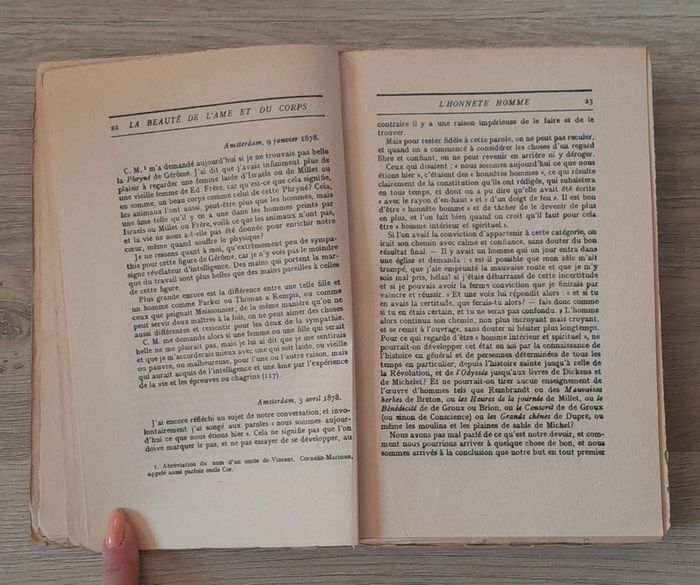 22 LA BEAUTÉ DE L'AME ET DU CORPS
Amsterdam, 9 janvier 1878.
C. M. ¹ m'a demandé aujourd'hui si je ne trouvais pas belle
la Phryné de Gérôme. J'ai dit que j'avais infiniment plus de
plaisir à regarder une femme laide d'Israels ou de Millet ou
une vieille femme de Ed. Frère, car qu'est-ce que cela signifie,
en somme, un beau corps comme celui de cette Phryné? Cela,
les animaux l'ont aussi, peut-être plus que les hommes, mais
une âme telle qu'il y en a une dans les hommes peints par
Israels ou Millet ou Frère, voilà ce que les animaux n'ont pas,
et la vie ne nous a-t-elle pas été donnée pour enrichir notre
cœur, même quand souffre le physique?
Je ne ressens quant à moi, qu'extrêmement peu de sympa-
thie pour cette figure de Gérôme, car je n'y vois pas le moindre
signe révélateur d'intelligence. Des mains qui portent la mar-
que du travail sont plus belles que des mains pareilles à celles
de cette figure.
Plus grande encore est la différence entre une telle fille et
un homme comme Parker ou Thomas a Kempis, ou comme
ceux que peignait Meissonnier; de la même manière qu'on ne
peut servir deux maîtres à la fois, on ne peut aimer des choses
aussi différentes et ressentir pour les deux de la sympathie.
C. M. me demande alors si une femme ou une fille qui serait
belle ne me plairait pas, mais je lui ai dit que je me sentirais
et que je m'accorderais mieux avec une qui soit laide, ou vieille
ou pauvre, ou malheureuse, pour l'une ou l'autre raison, mais
qui aurait acquis de l'intelligence et une âme par l'expérience
de la vie et les épreuves ou chagrins (117).
Amsterdam, 3 avril 1878.
J'ai encore réfléchi au sujet de notre conversation, et invo-
lontairement j'ai songé aux paroles « nous sommes aujour-
d'hui ce que nous étions hier ». Cela ne signifie pas que l'on
doive marquer le pas, et ne pas essayer de se développer, au
1. Abréviation du nom d'un oncle de Vincent, Cornelis-Marinus,
appelé aussi parfois oncle Cor.
L'HONNETE HOMME 23
contraire il y a une raison impérieuse de le faire et de le
trouver.
Mais pour rester fidèle à cette parole, on ne peut pas reculer,
et quand on a commencé à considérer les choses d'un regard
libre et confiant, on ne peut revenir en arrière ni y déroger.
Ceux qui disaient : « nous sommes aujourd'hui ce que nous
étions hier », c'étaient des « honnêtes hommes », ce qui résulte
clairement de la constitution qu'ils ont rédigée, qui subsistera
en tous temps, et dont on a pu dire qu'elle avait été écrite
« avec le rayon d'en-haut » et « d'un doigt de feu ». Il est bon
d'être « honnête homme » et de tâcher de le devenir de plus
en plus, et l'on fait bien quand on croit qu'il faut pour cela
être « homme intérieur et spirituel ».
Si l'on avait la conviction d'appartenir à cette catégorie, on
irait son chemin avec calme et confiance, sans douter du bon
résultat final. — Il y avait un homme qui un jour entra dans
une église et demanda : « est-il possible que mon zèle m'ait
trompé, que j'aie emprunté la mauvaise route et que je m'y
sois mal pris, hélas! si j'étais débarrassé de cette incertitude
et si je pouvais avoir la ferme conviction que je finirais par
vaincre et réussir. » Et une voix lui répondit alors : « et si tu
en avais la certitude, que ferais-tu alors? — fais donc comme
si tu en étais certain, et tu ne seras pas confondu. » L'homme
alors continua son chemin, non plus incroyant mais croyant,
et se remit à l'ouvrage, sans douter ni hésiter plus longtemps.
Pour ce qui regarde d'être « homme intérieur et spirituel », ne
pourrait-on développer cet état en soi par la connaissance de
l'histoire en général et de personnes déterminées de tous les
temps en particulier, depuis l'histoire sainte jusqu'à celle de
la Révolution, et de l'Odyssée jusqu'aux livres de Dickens et
de Michelet? Et ne pourrait-on tirer aucun enseignement de
l'œuvre d'hommes tels que Rembrandt ou des Mauvaises
herbes de Breton, ou les Heures de la journée de Millet, ou le
Bénédicité de de Groux ou Brion, ou le Conscrit de de Groux
(ou sinon de Conscience) ou les Grands chênes de Dupré, ou
même les moulins et les plaines de sable de Michel?
Nous avons pas mal parlé de ce qu'est notre devoir, et com-
ment nous pourrions arriver à quelque chose de bon, et nous
sommes arrivés à la conclusion que notre but en tout premier